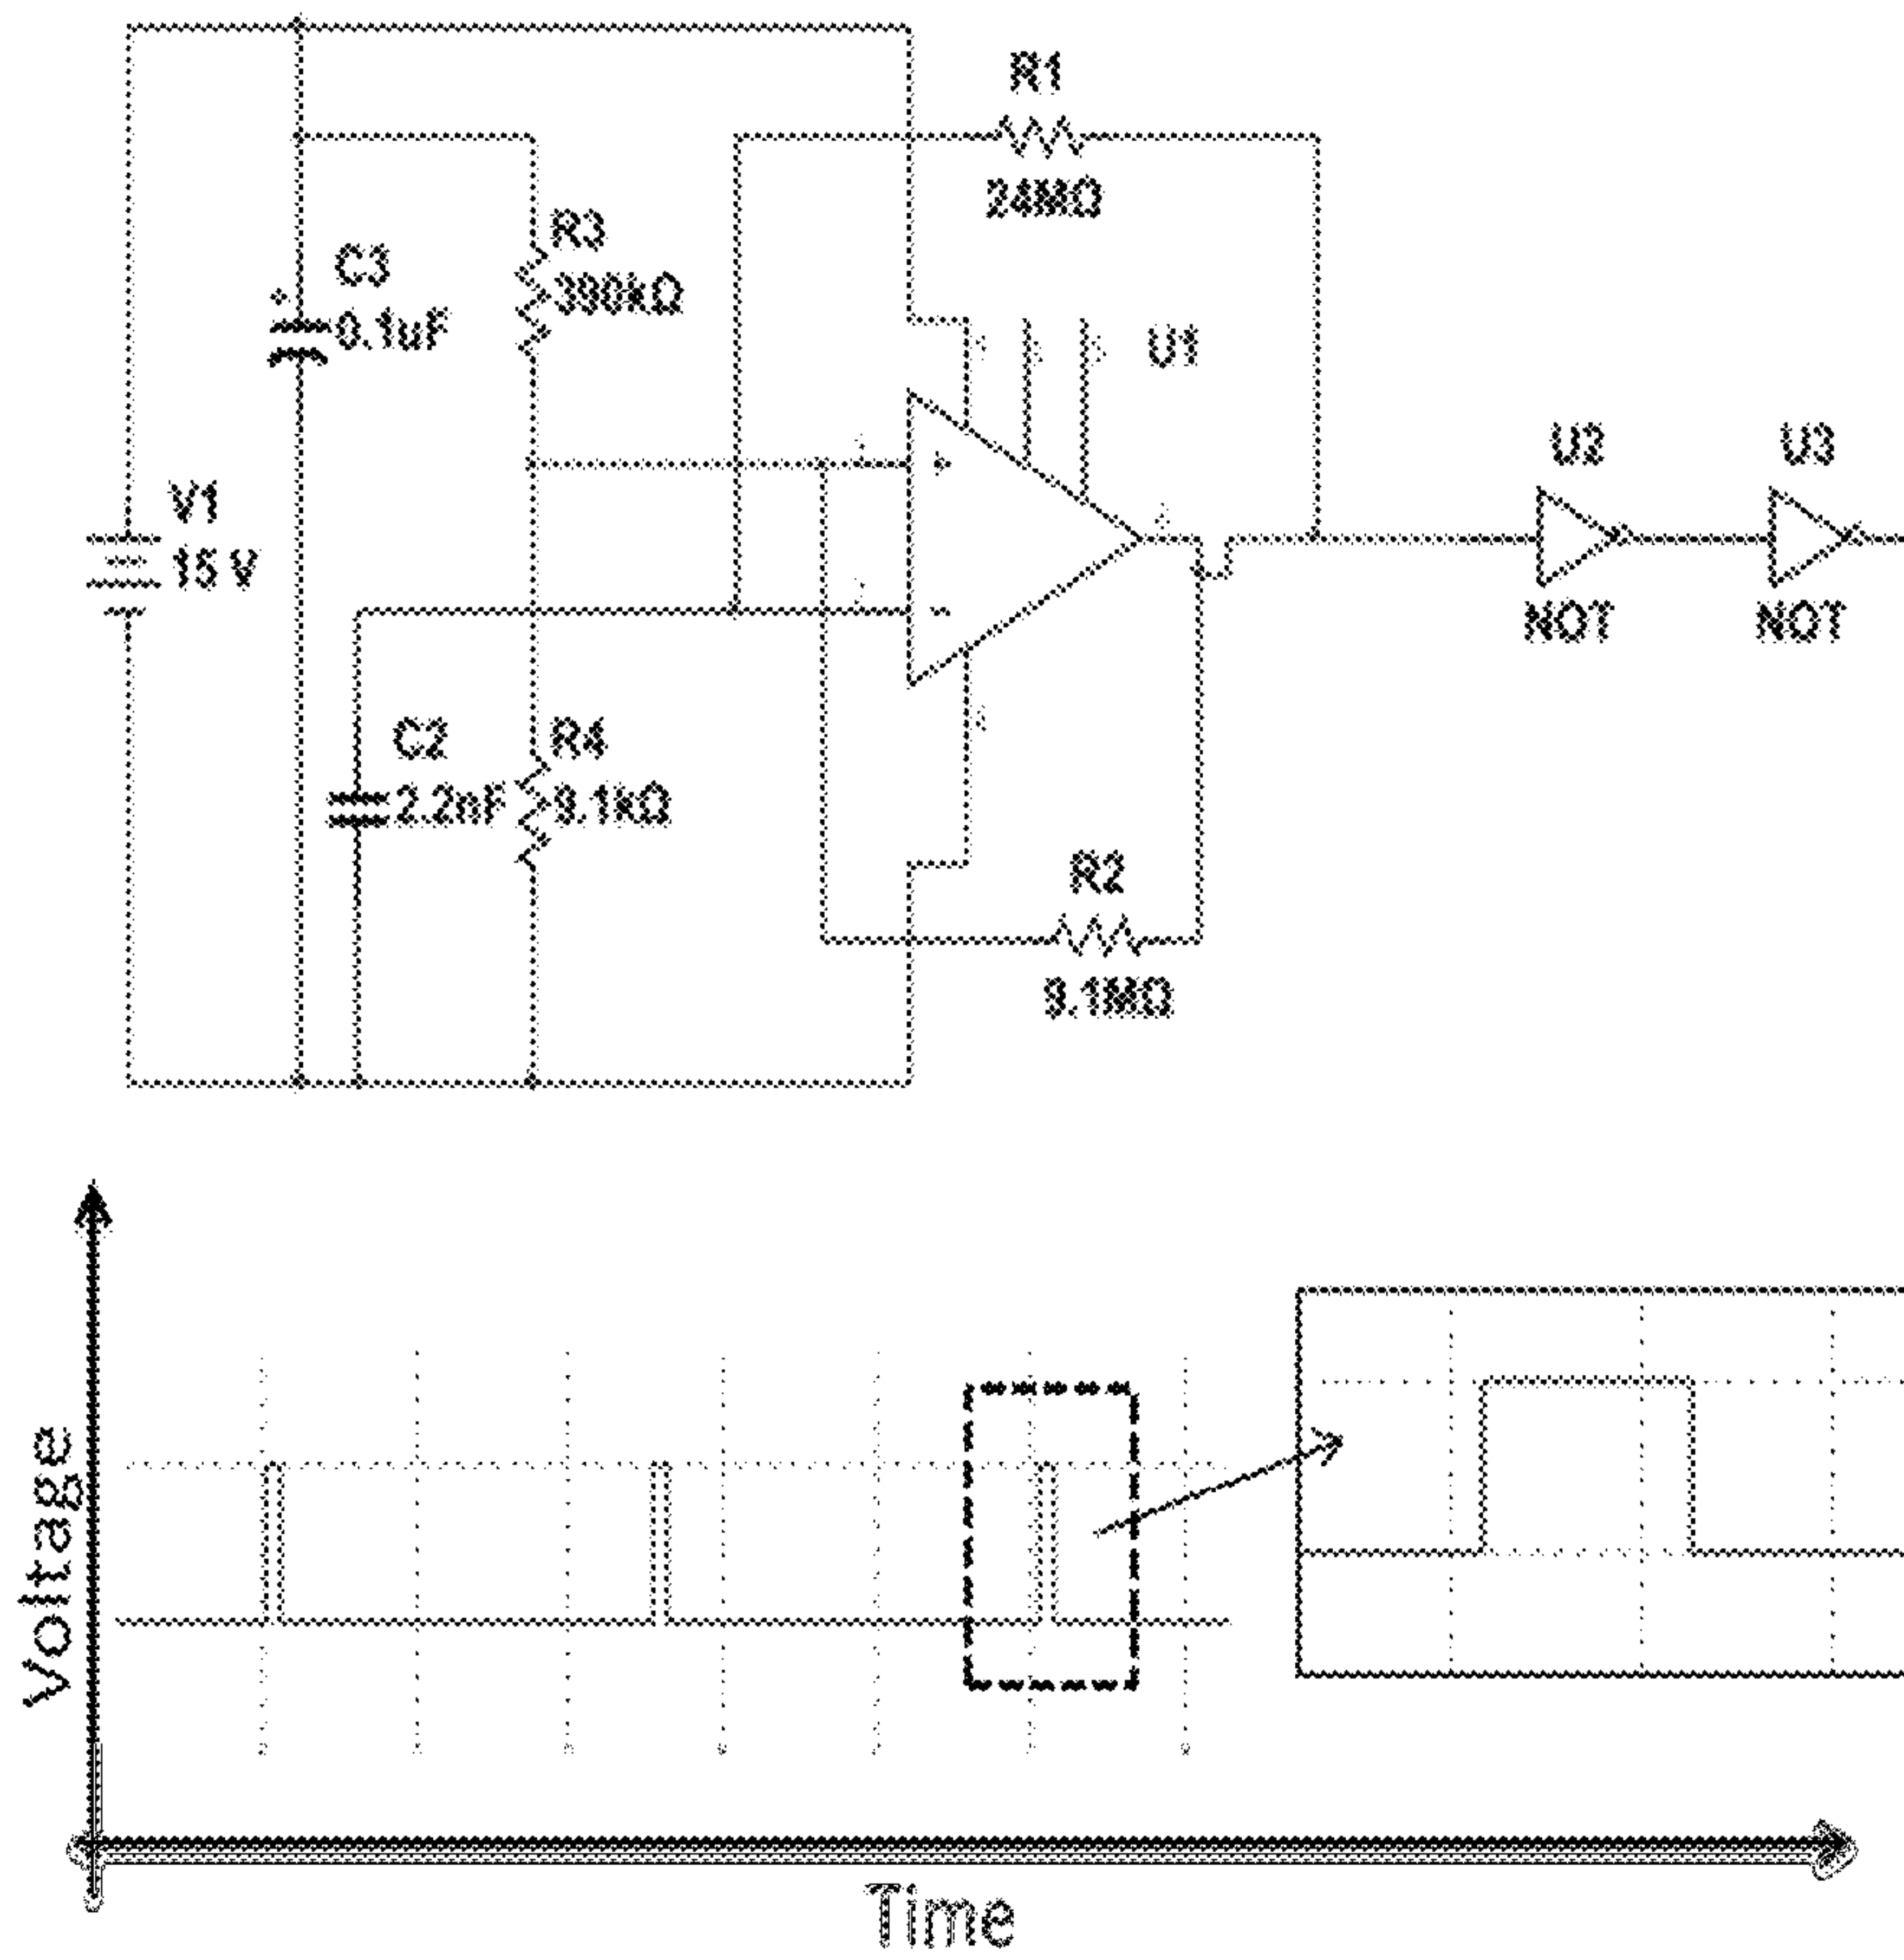 R1
24MΩ
R3
390kΩ
C3
0.1uF
U1
V1
15 V
U2
NOT
U3
NOT
C2
2.2nF
R4
9.1kΩ
R2
9.1MΩ
Voltage
Time